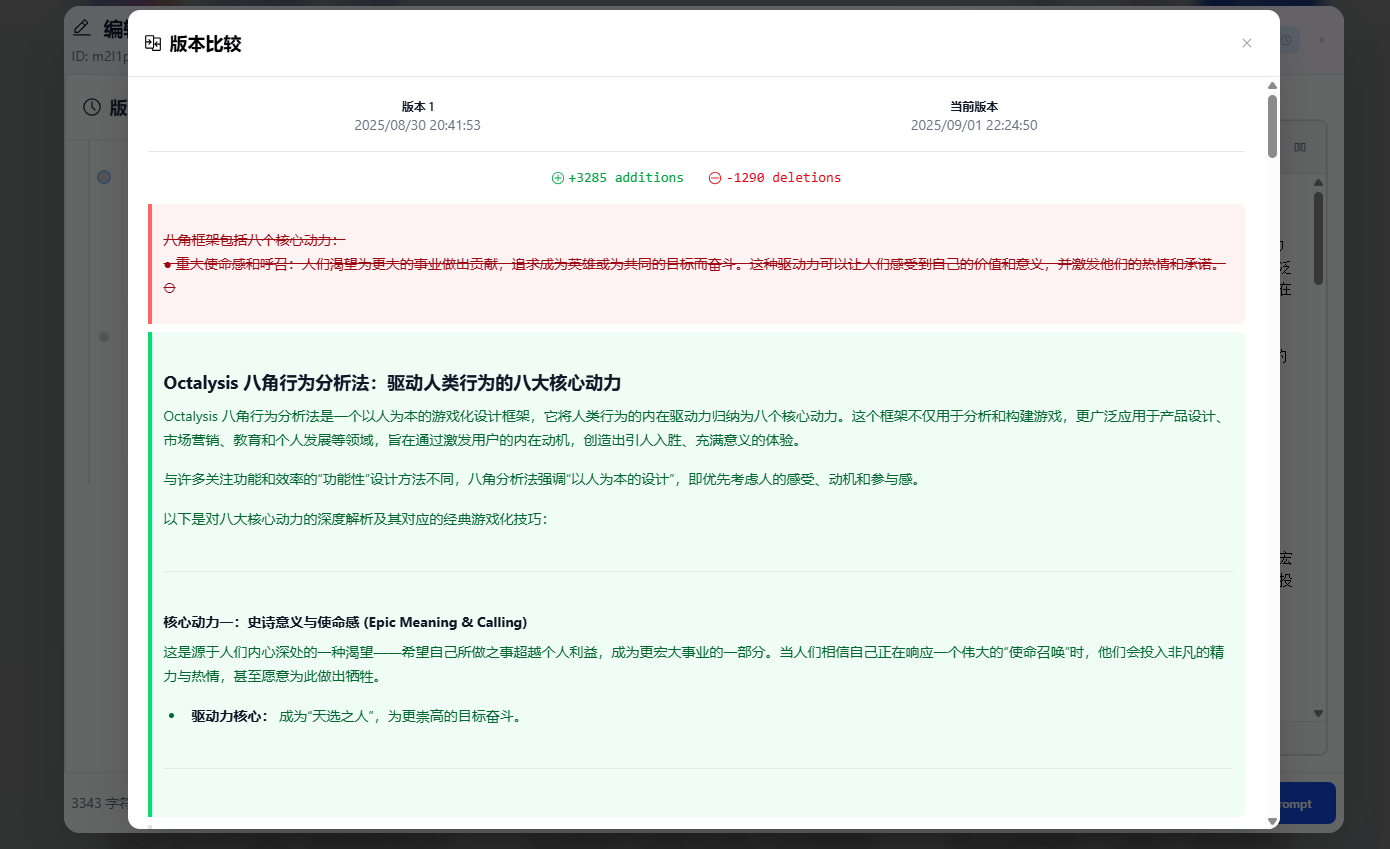 编辑
ID: m2l1p
版
版本比较
版本 1
当前版本
2025/08/30 20:41:53
2025/09/01 22:24:50
+3285 additions
-1290 deletions
八角框架包括八个核心动力：
● 重大使命感和呼召：人们渴望为更大的事业做出贡献，追求成为英雄或为共同的目标而奋斗。这种驱动力可以让人们感受到自己的价值和意义，并激发他们的热情和承诺。
○
Octalysis 八角行为分析法：驱动人类行为的八大核心动力
Octalysis 八角行为分析法是一个以人为本的游戏化设计框架，它将人类行为的内在驱动力归纳为八个核心动力。这个框架不仅用于分析和构建游戏，更广泛应用于产品设计、
市场营销、教育和个人发展等领域，旨在通过激发用户的内在动机，创造出引人入胜、充满意义的体验。
与许多关注功能和效率的“功能性”设计方法不同，八角分析法强调“以人为本的设计”，即优先考虑人的感受、动机和参与感。
以下是对八大核心动力的深度解析及其对应的经典游戏化技巧：
核心动力一：史诗意义与使命感 (Epic Meaning & Calling)
这是源于人们内心深处的一种渴望——希望自己所做之事超越个人利益，成为更宏大事业的一部分。当人们相信自己正在响应一个伟大的“使命召唤”时，他们会投入非凡的精
力与热情，甚至愿意为此做出牺牲。
• 驱动力核心： 成为“天选之人”，为更崇高的目标奋斗。
泛
在
的
宏
投
3343 字符
rompt